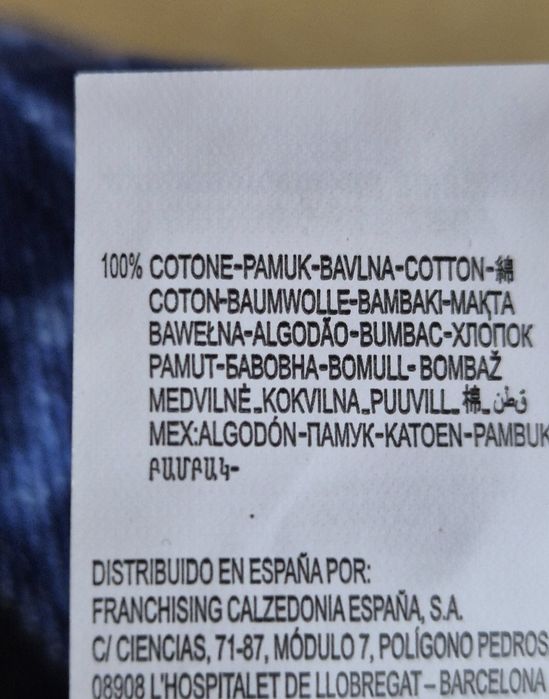 100% COTONE-PAMUK-BAVLNA-COTTON-綿
COTON-BAUMWOLLE-BAMBAKI-МАҚТА
BAWEŁNA-ALGODÃO-BUMBAC-ХЛОПОК
PAMUT-БАВОВНА-BOMULL-BOMBAŽ
MEDVILNĖ-KOKVILNA-PUUVILL-棉-قطن
MEX:ALGODÓN-ПАМУК-KATOEN-PAMBUK
ԲԱՄԲԱԿ-
DISTRIBUIDO EN ESPAÑA POR:
FRANCHISING CALZEDONIA ESPAÑA, S.A.
C/ CIENCIAS, 71-87, MÓDULO 7, POLÍGONO PEDROS
08908 L'HOSPITALET DE LLOBREGAT – BARCELONA